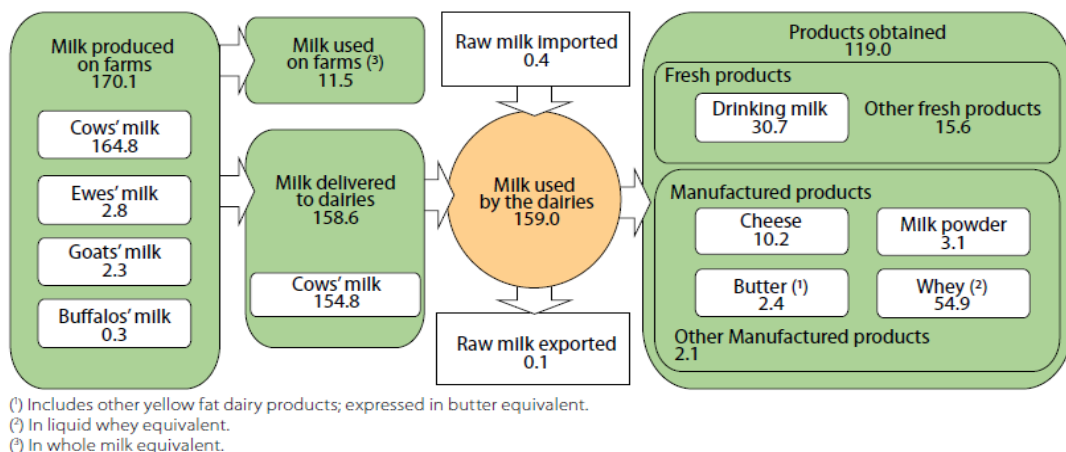 Milk produced
on farms
170.1
Cows’ milk
164.8
Ewes’ milk
2.8
Goats’ milk
2.3
Buffalos’ milk
0.3
Milk used
on farms (³)
11.5
Milk delivered
to dairies
158.6
Cows’ milk
154.8
Raw milk imported
0.4
Milk used
by the dairies
159.0
Raw milk exported
0.1
Products obtained
119.0
Fresh products
Drinking milk
30.7
Other fresh products
15.6
Manufactured products
Cheese
10.2
Milk powder
3.1
Butter (¹)
2.4
Whey (²)
54.9
Other Manufactured products
2.1
(¹) Includes other yellow fat dairy products; expressed in butter equivalent.
(²) In liquid whey equivalent.
(³) In whole milk equivalent.